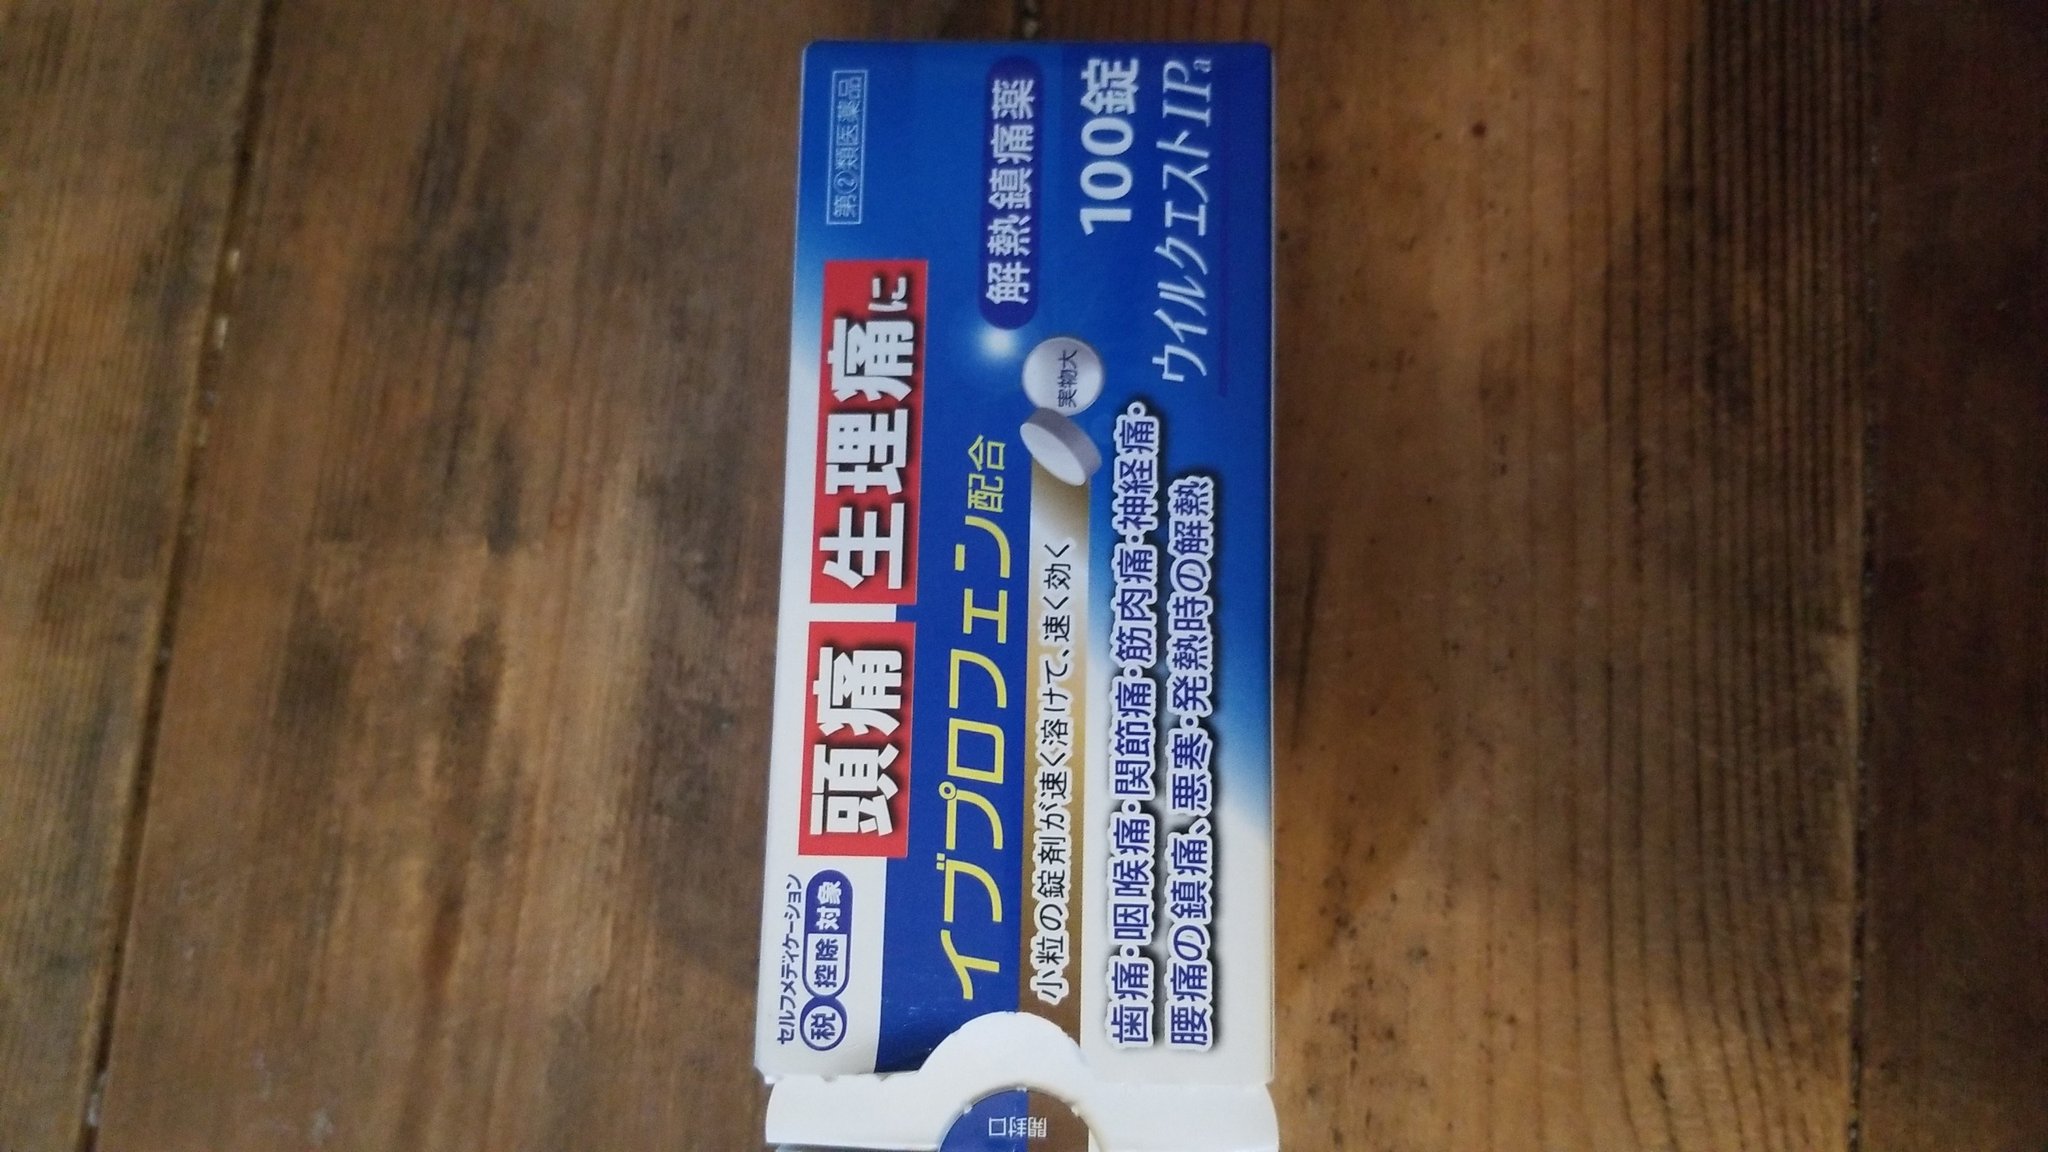 セルフメディケーション
税 控除 対象
第②類医薬品
頭痛 生理痛に
イブプロフェン配合
解熱鎮痛薬
小粒の錠剤が速く溶けて、速く効く
実物大
100錠
ウイルクエストIPa
歯痛・咽喉痛・関節痛・筋肉痛・神経痛・
腰痛の鎮痛、悪寒・発熱時の解熱
開封口